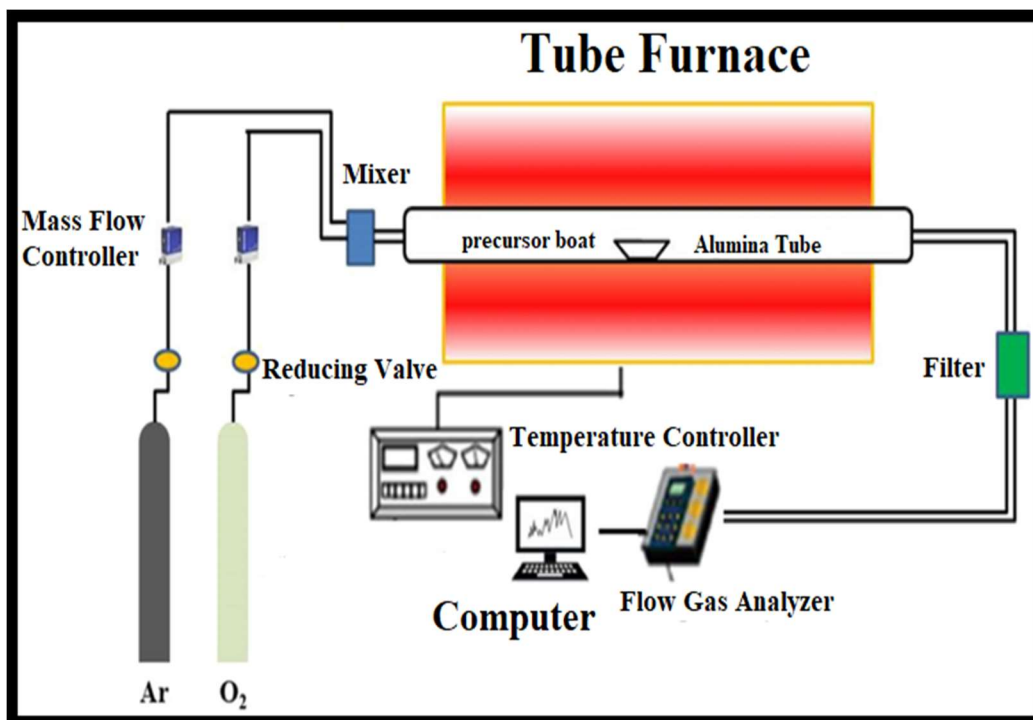 Tube Furnace
Mixer
Mass Flow
Controller
precursor boat
Alumina Tube
Reducing Valve
Filter
Temperature Controller
Computer
Flow Gas Analyzer
Ar
O₂